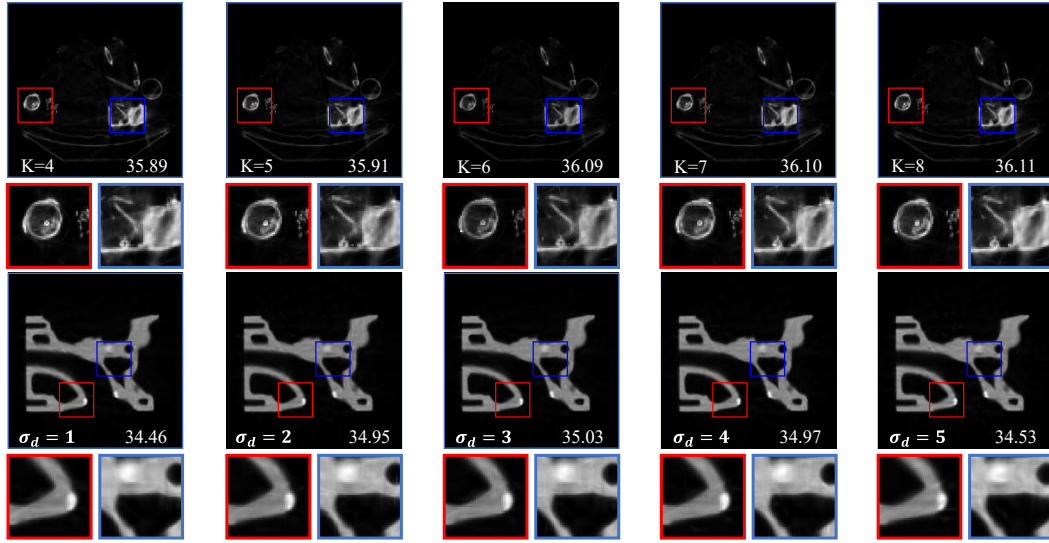 K=4 35.89
K=5 35.91
K=6 36.09
K=7 36.10
K=8 36.11
σ_d = 1 34.46
σ_d = 2 34.95
σ_d = 3 35.03
σ_d = 4 34.97
σ_d = 5 34.53